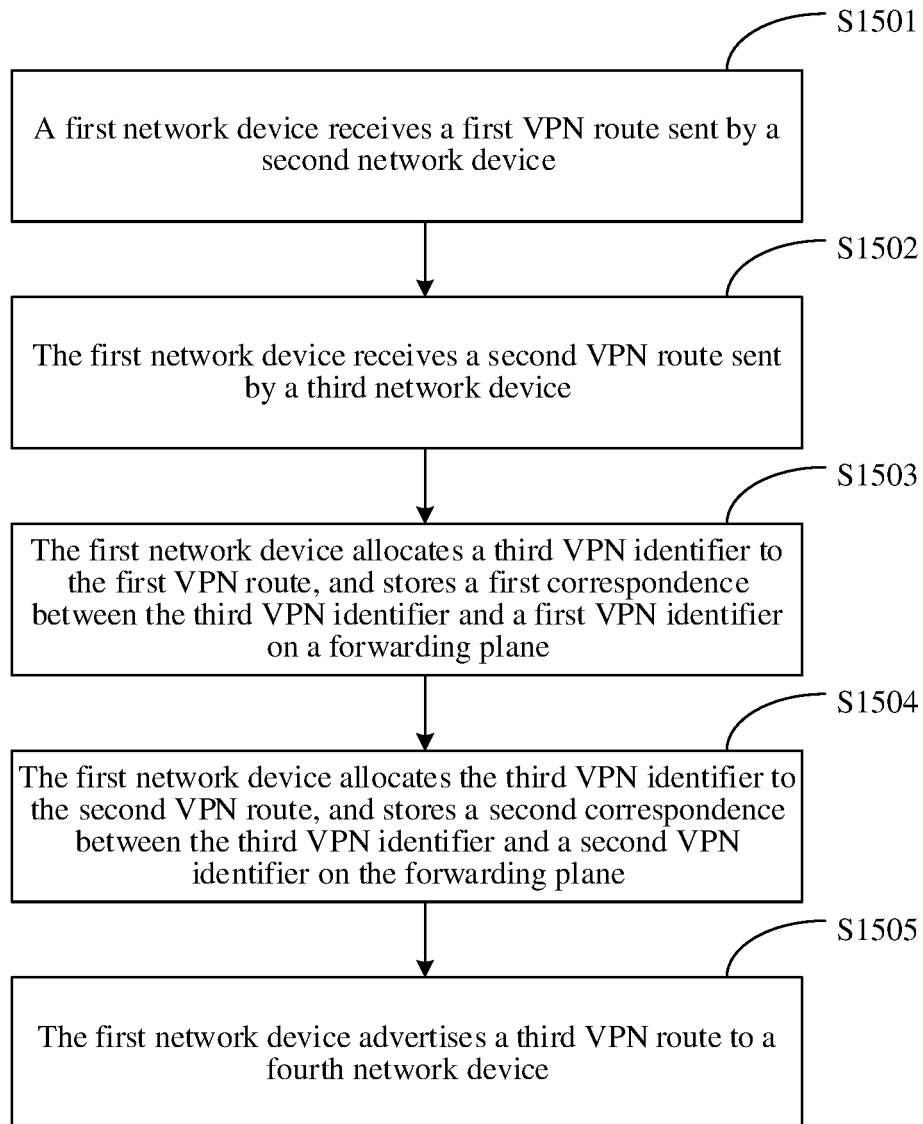 S1501
A first network device receives a first VPN route sent by a
second network device
S1502
The first network device receives a second VPN route sent
by a third network device
S1503
The first network device allocates a third VPN identifier to
the first VPN route, and stores a first correspondence
between the third VPN identifier and a first VPN identifier
on a forwarding plane
S1504
The first network device allocates the third VPN identifier to
the second VPN route, and stores a second correspondence
between the third VPN identifier and a second VPN
identifier on the forwarding plane
S1505
The first network device advertises a third VPN route to a
fourth network device